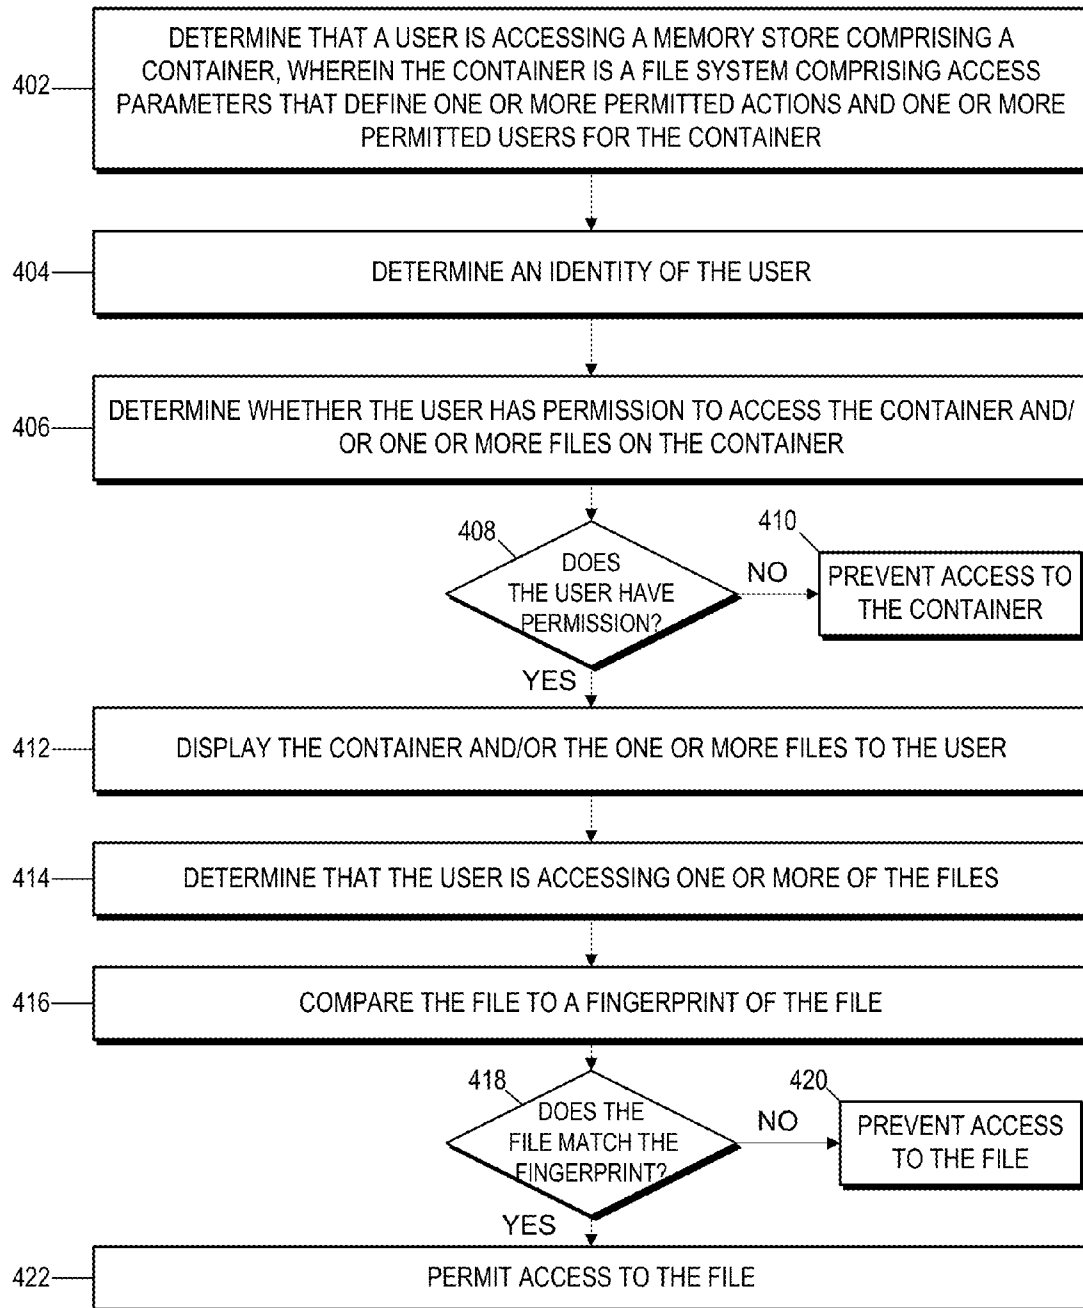 DETERMINE THAT A USER IS ACCESSING A MEMORY STORE COMPRISING A
CONTAINER, WHEREIN THE CONTAINER IS A FILE SYSTEM COMPRISING ACCESS
402
PARAMETERS THAT DEFINE ONE OR MORE PERMITTED ACTIONS AND ONE OR MORE
PERMITTED USERS FOR THE CONTAINER
404
DETERMINE AN IDENTITY OF THE USER
DETERMINE WHETHER THE USER HAS PERMISSION TO ACCESS THE CONTAINER AND/
406
OR ONE OR MORE FILES ON THE CONTAINER
408
DOES
THE USER HAVE
PERMISSION?
NO
410
PREVENT ACCESS TO
THE CONTAINER
YES
412
DISPLAY THE CONTAINER AND/OR THE ONE OR MORE FILES TO THE USER
414
DETERMINE THAT THE USER IS ACCESSING ONE OR MORE OF THE FILES
416
COMPARE THE FILE TO A FINGERPRINT OF THE FILE
418
DOES THE
FILE MATCH THE
FINGERPRINT?
NO
420
PREVENT ACCESS
TO THE FILE
YES
422
PERMIT ACCESS TO THE FILE